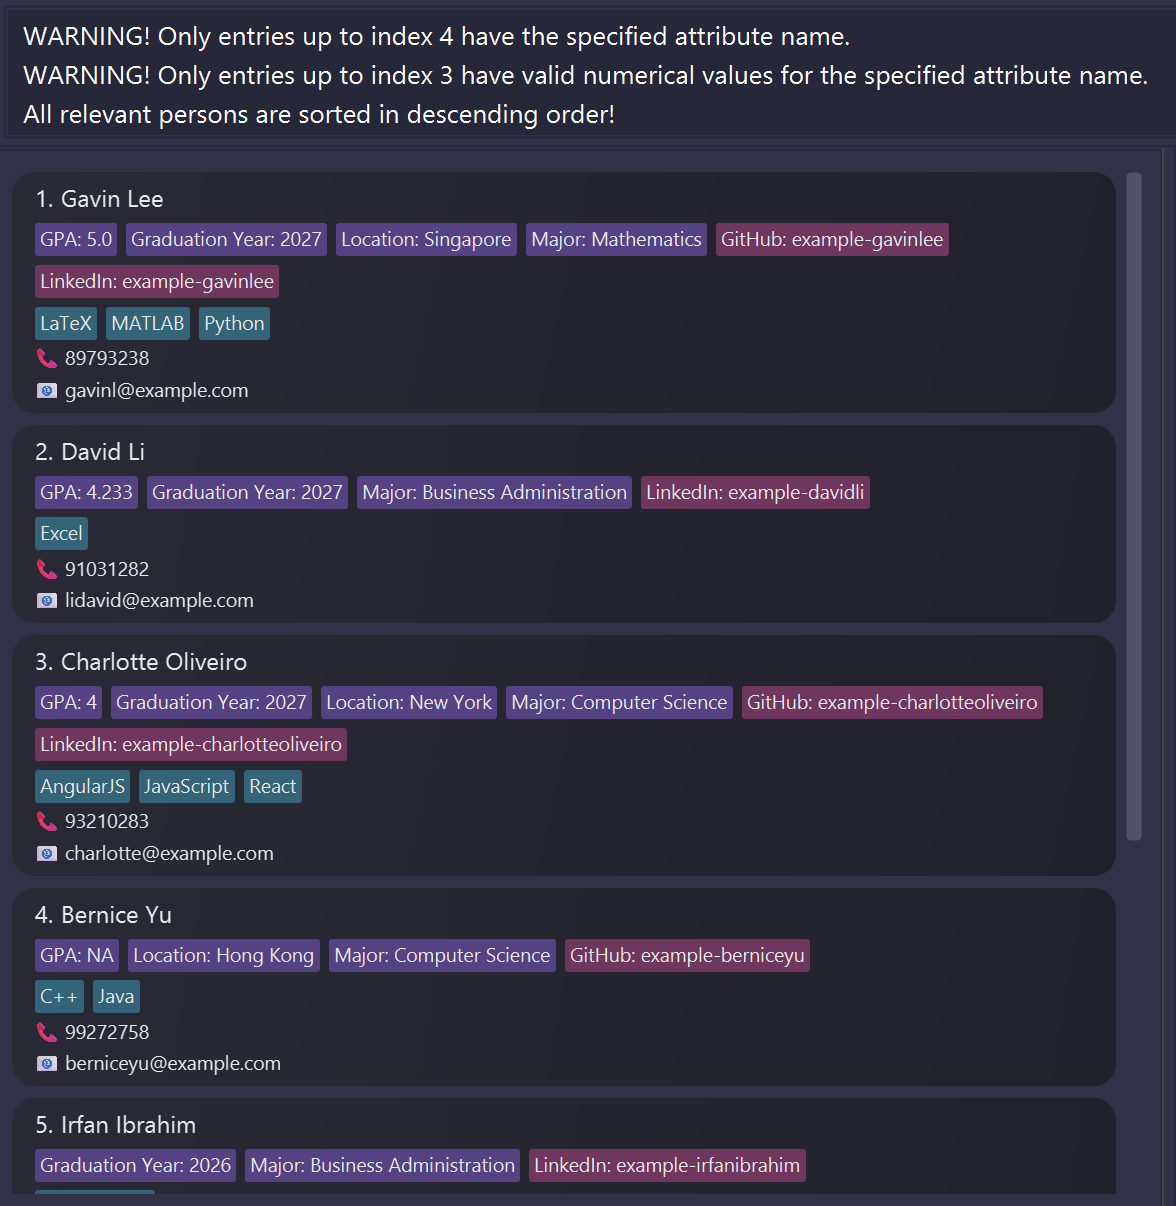 WARNING! Only entries up to index 4 have the specified attribute name.
WARNING! Only entries up to index 3 have valid numerical values for the specified attribute name.
All relevant persons are sorted in descending order!
1. Gavin Lee
GPA: 5.0 Graduation Year: 2027 Location: Singapore Major: Mathematics GitHub: example-gavinlee
LinkedIn: example-gavinlee
LaTeX MATLAB Python
89793238
gavinl@example.com
2. David Li
GPA: 4.233 Graduation Year: 2027 Major: Business Administration LinkedIn: example-davidli
Excel
91031282
lidavid@example.com
3. Charlotte Oliveiro
GPA: 4 Graduation Year: 2027 Location: New York Major: Computer Science GitHub: example-charlotteoliveiro
LinkedIn: example-charlotteoliveiro
AngularJS JavaScript React
93210283
charlotte@example.com
4. Bernice Yu
GPA: NA Location: Hong Kong Major: Computer Science GitHub: example-berniceyu
C++ Java
99272758
berniceyu@example.com
5. Irfan Ibrahim
Graduation Year: 2026 Major: Business Administration LinkedIn: example-irfanibrahim